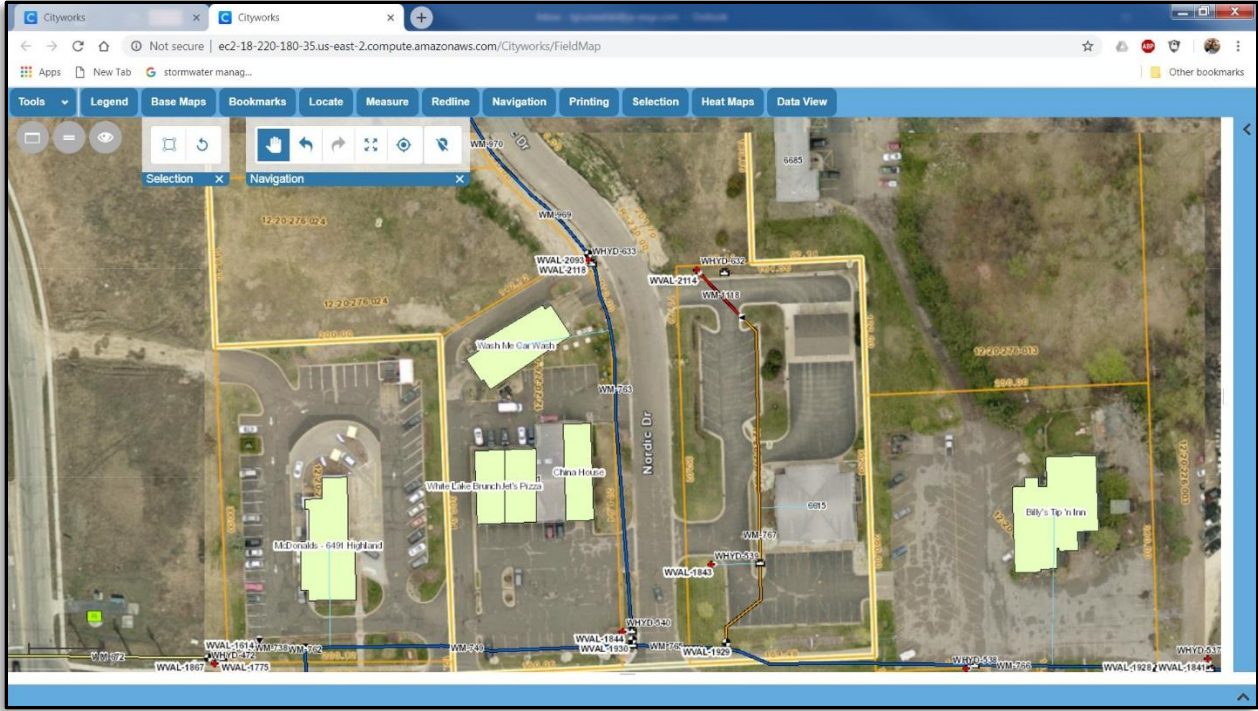 Cityworks
Cityworks
Not secure | ec2-18-220-180-35.us-east-2.compute.amazonaws.com/Cityworks/FieldMap
ABP
Apps New Tab stormwater manag... Other bookmarks
Tools Legend Base Maps Bookmarks Locate Measure Redline Navigation Printing Selection Heat Maps Data View
Selection Navigation
WM-970
Dr
6685
12-20-276-024
WM-969
WHYD-633
WVAL-2093
WVAL-2118
WHYD-632
WVAL-2114
WM-1118
12-20-276-024
200.00
Wash Me Car Wash
12-20-276-013
290.00
WM-763
Nordic Dr
China House
White Lake Brunch
Jet's Pizza
6615
Billy's Tip 'n Inn
McDonalds - 6491 Highland
WM-767
WHYD-539
WVAL-1843
WHYD-540
WVAL-1844
WVAL-1930
WVAL-1929
WVAL-1614
WM-738
WM-762
WM-749
WHYD-472
WVAL-1867
WVAL-1775
WHYD-538
WM-766
WHYD-537
WVAL-1928
WVAL-1841